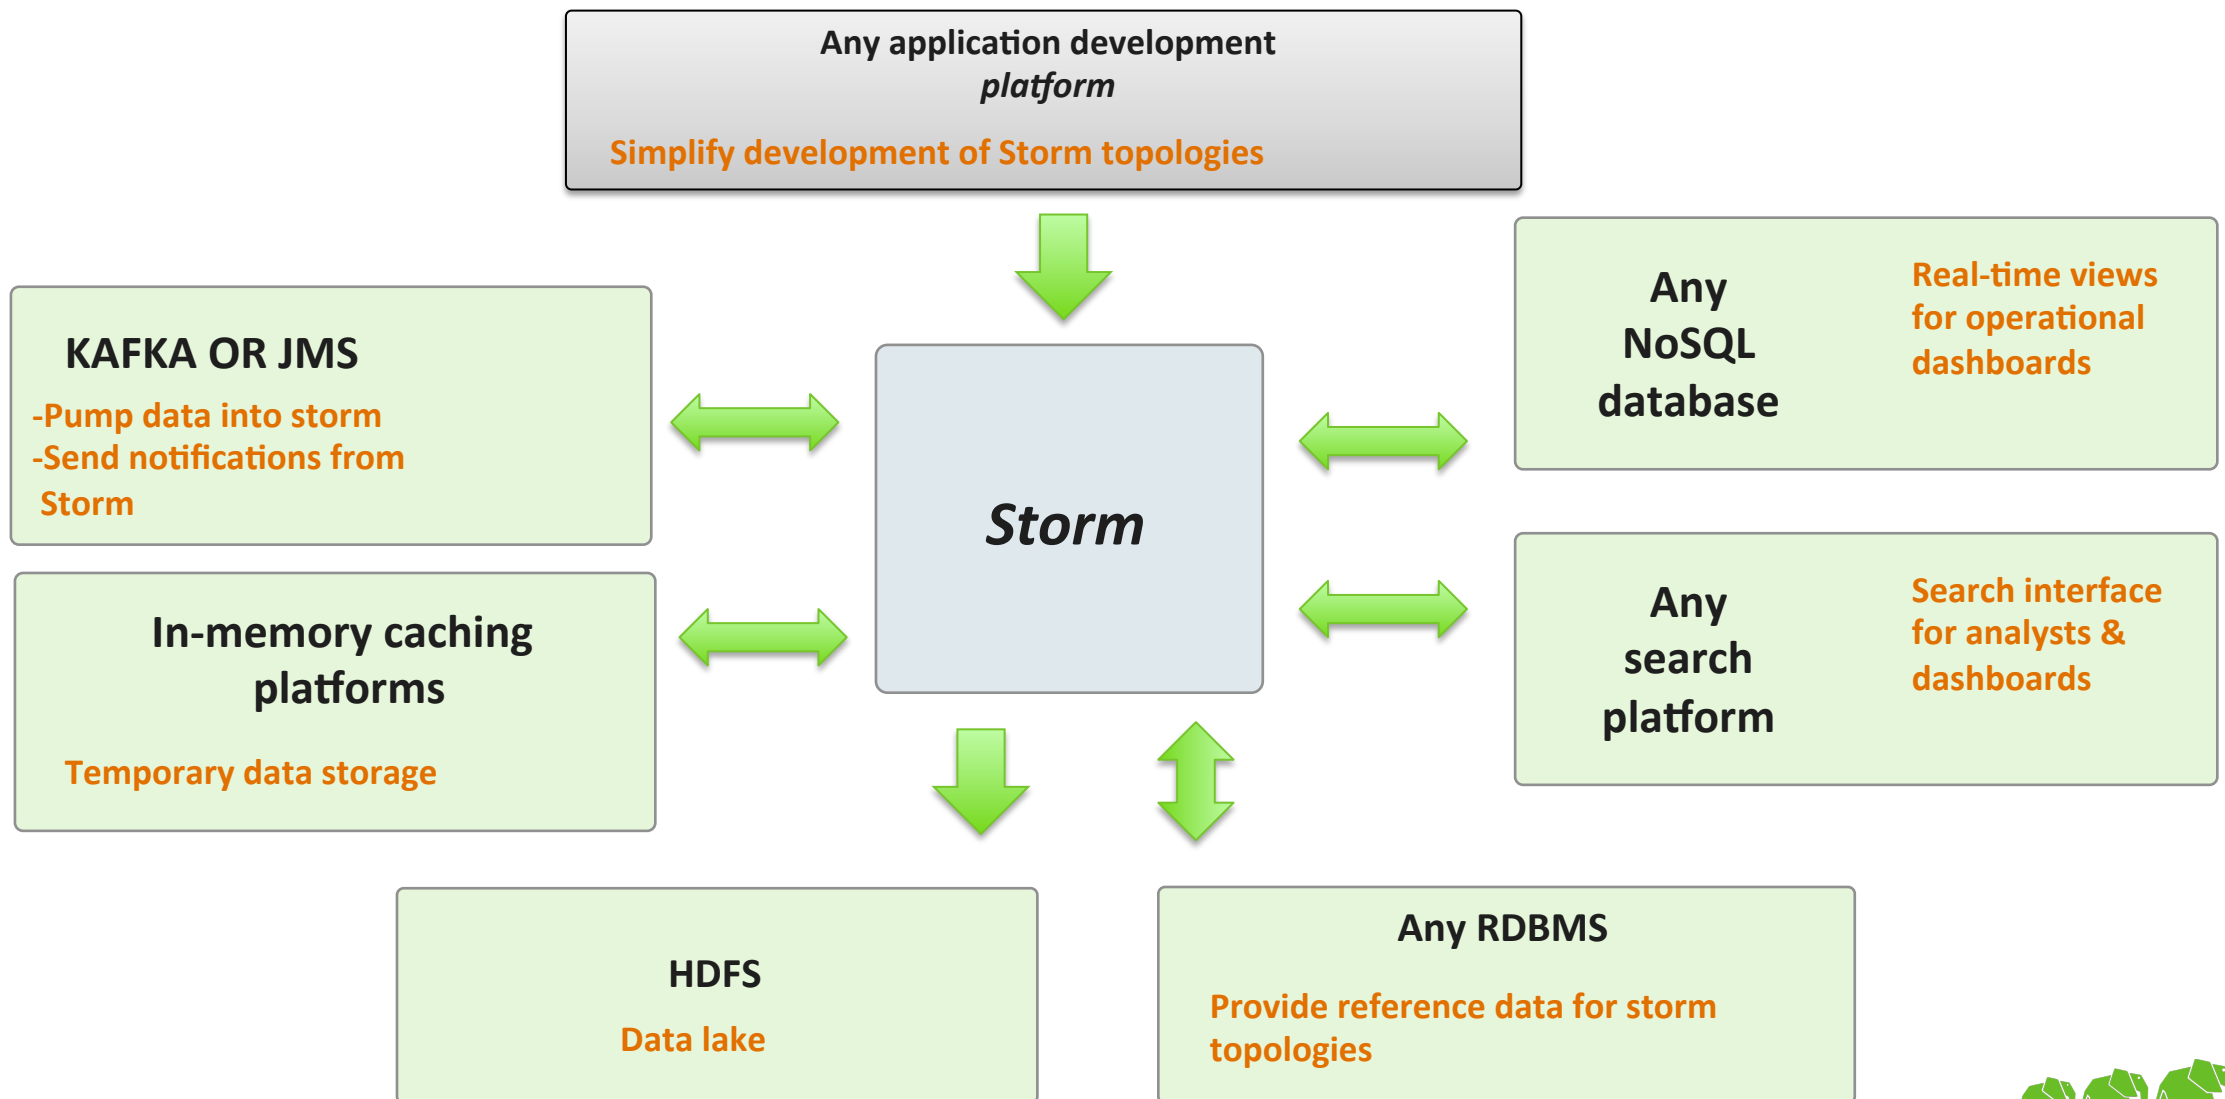 Any application development
platform
Simplify development of Storm topologies
KAFKA OR JMS
-Pump data into storm
-Send notifications from
Storm
In-memory caching
platforms
Temporary data storage
Storm
Any
NoSQL
database
Real-time views
for operational
dashboards
Any
search
platform
Search interface
for analysts &
dashboards
HDFS
Data lake
Any RDBMS
Provide reference data for storm
topologies